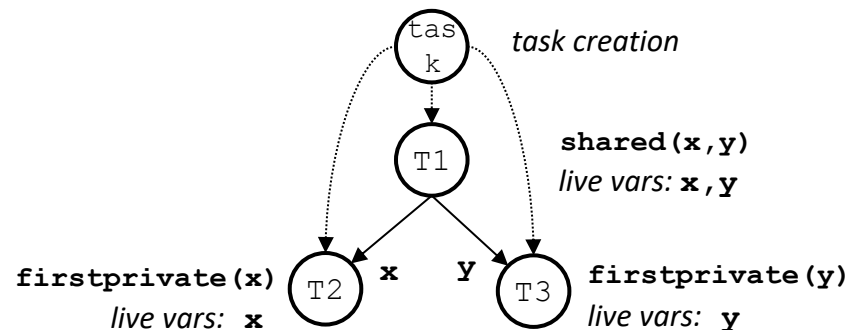 tas
k
task creation
T1
shared(x,y)
live vars: x,y
firstprivate(x)
live vars: x
T2
x
y
T3
firstprivate(y)
live vars: y